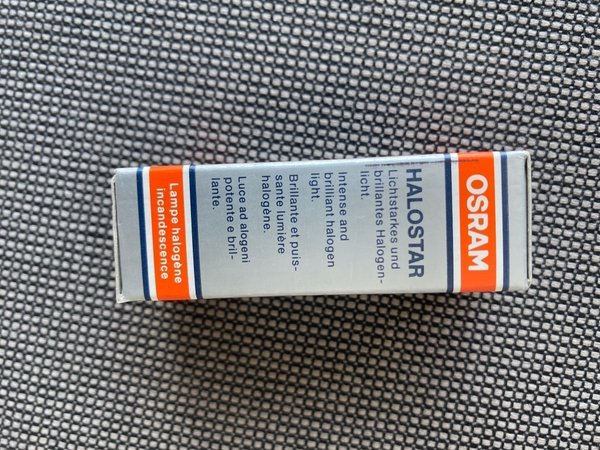 OSRAM
HALOSTAR
Lichtstarkes und
brillantes Halogen-
licht.
Intense and
brilliant halogen
light.
Brillante et puis-
sante lumière
halogène.
Luce ad alogeni
potente e bril-
lante.
Lampe halogène
incandescence